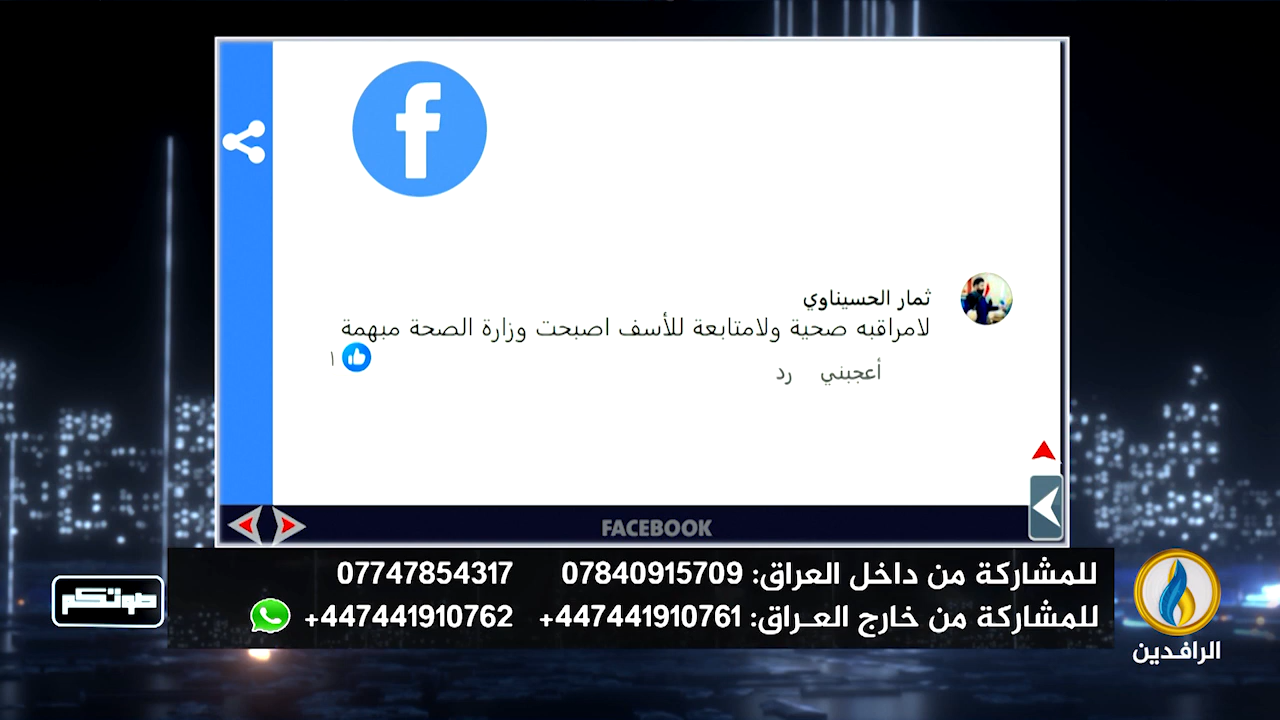 ثمار الحسيناوي
لامراقبه صحية ولامتابعة للأسف اصبحت وزارة الصحة مبهمة
١
أعجبني رد
FACEBOOK
للمشاركة من داخل العراق: 07840915709 07747854317
للمشاركة من خارج العـراق: 447441910761+ 447441910762+
صوتكم
الرافدين